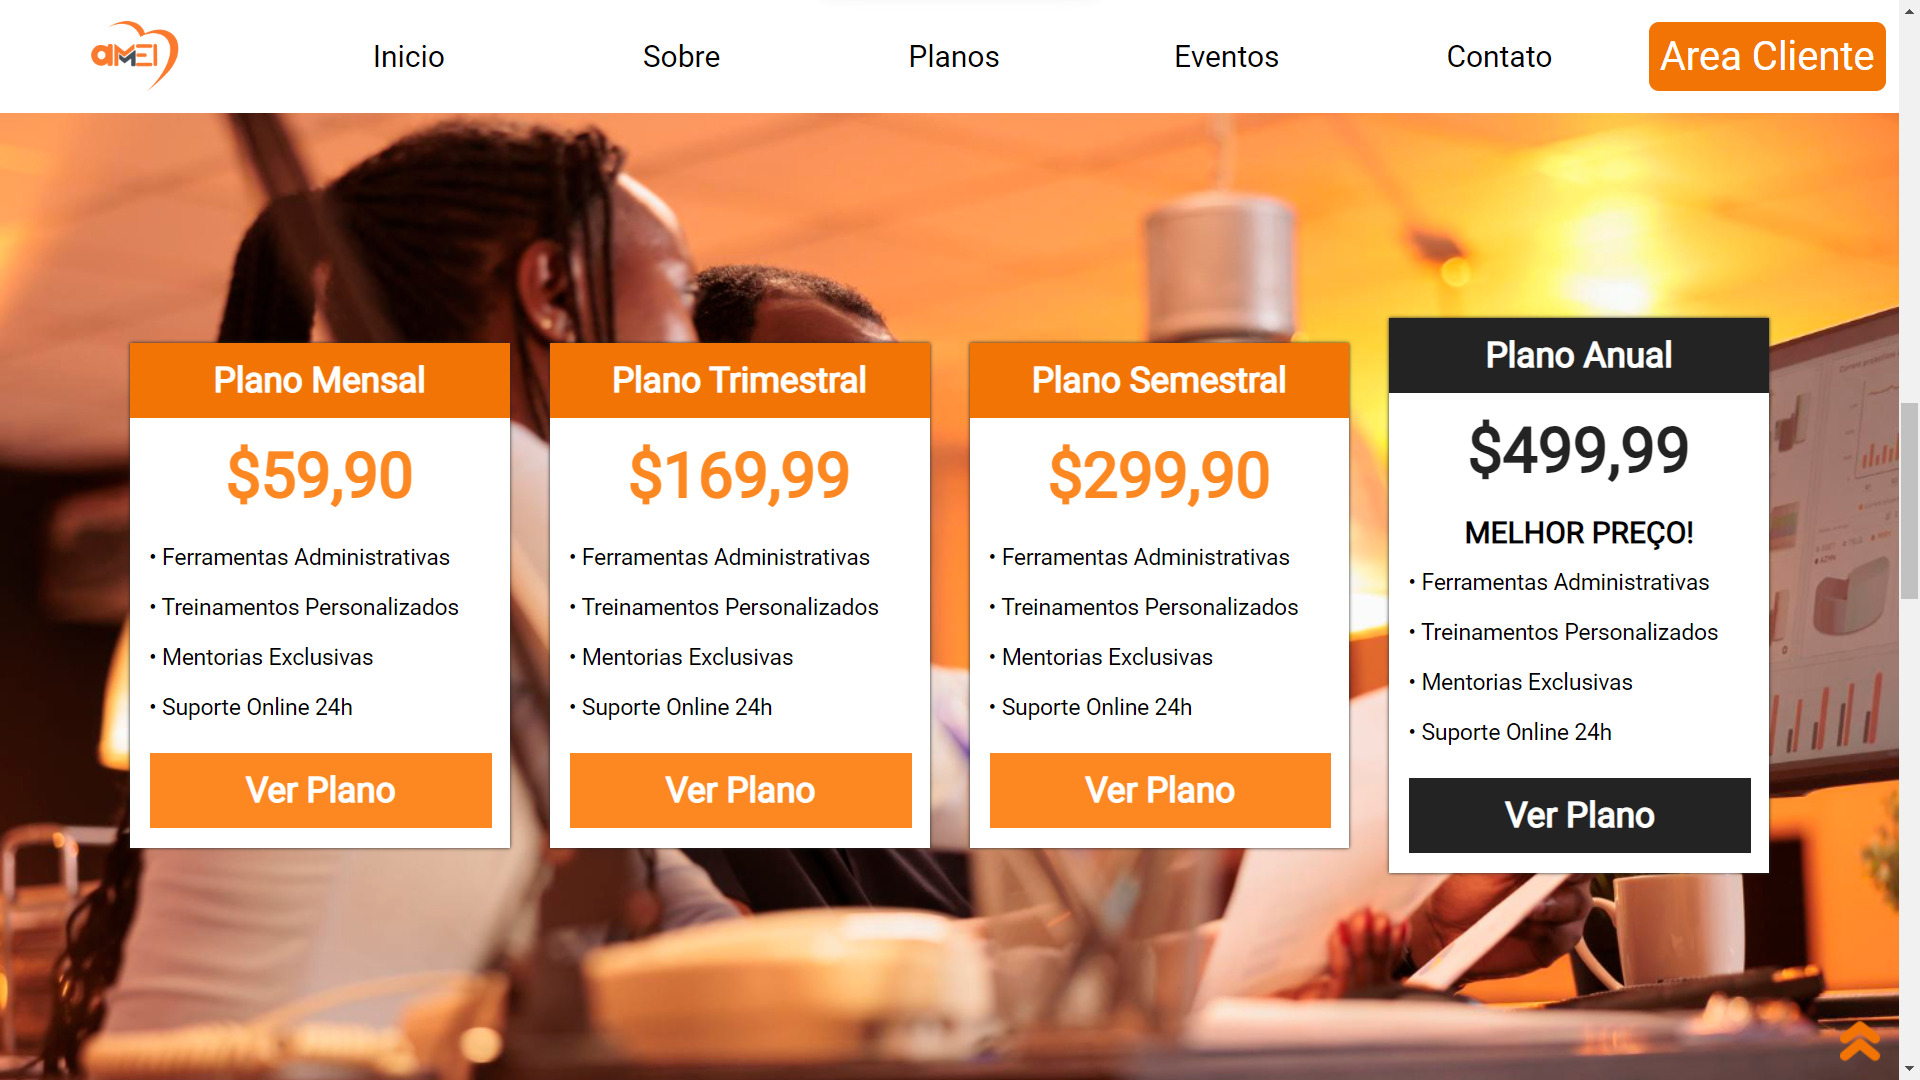 AMEI
Inicio
Sobre
Planos
Eventos
Contato
Area Cliente
Plano Mensal
$59,90
• Ferramentas Administrativas
• Treinamentos Personalizados
• Mentorias Exclusivas
• Suporte Online 24h
Ver Plano
Plano Trimestral
$169,99
• Ferramentas Administrativas
• Treinamentos Personalizados
• Mentorias Exclusivas
• Suporte Online 24h
Ver Plano
Plano Semestral
$299,90
• Ferramentas Administrativas
• Treinamentos Personalizados
• Mentorias Exclusivas
• Suporte Online 24h
Ver Plano
Plano Anual
$499,99
MELHOR PREÇO!
• Ferramentas Administrativas
• Treinamentos Personalizados
• Mentorias Exclusivas
• Suporte Online 24h
Ver Plano